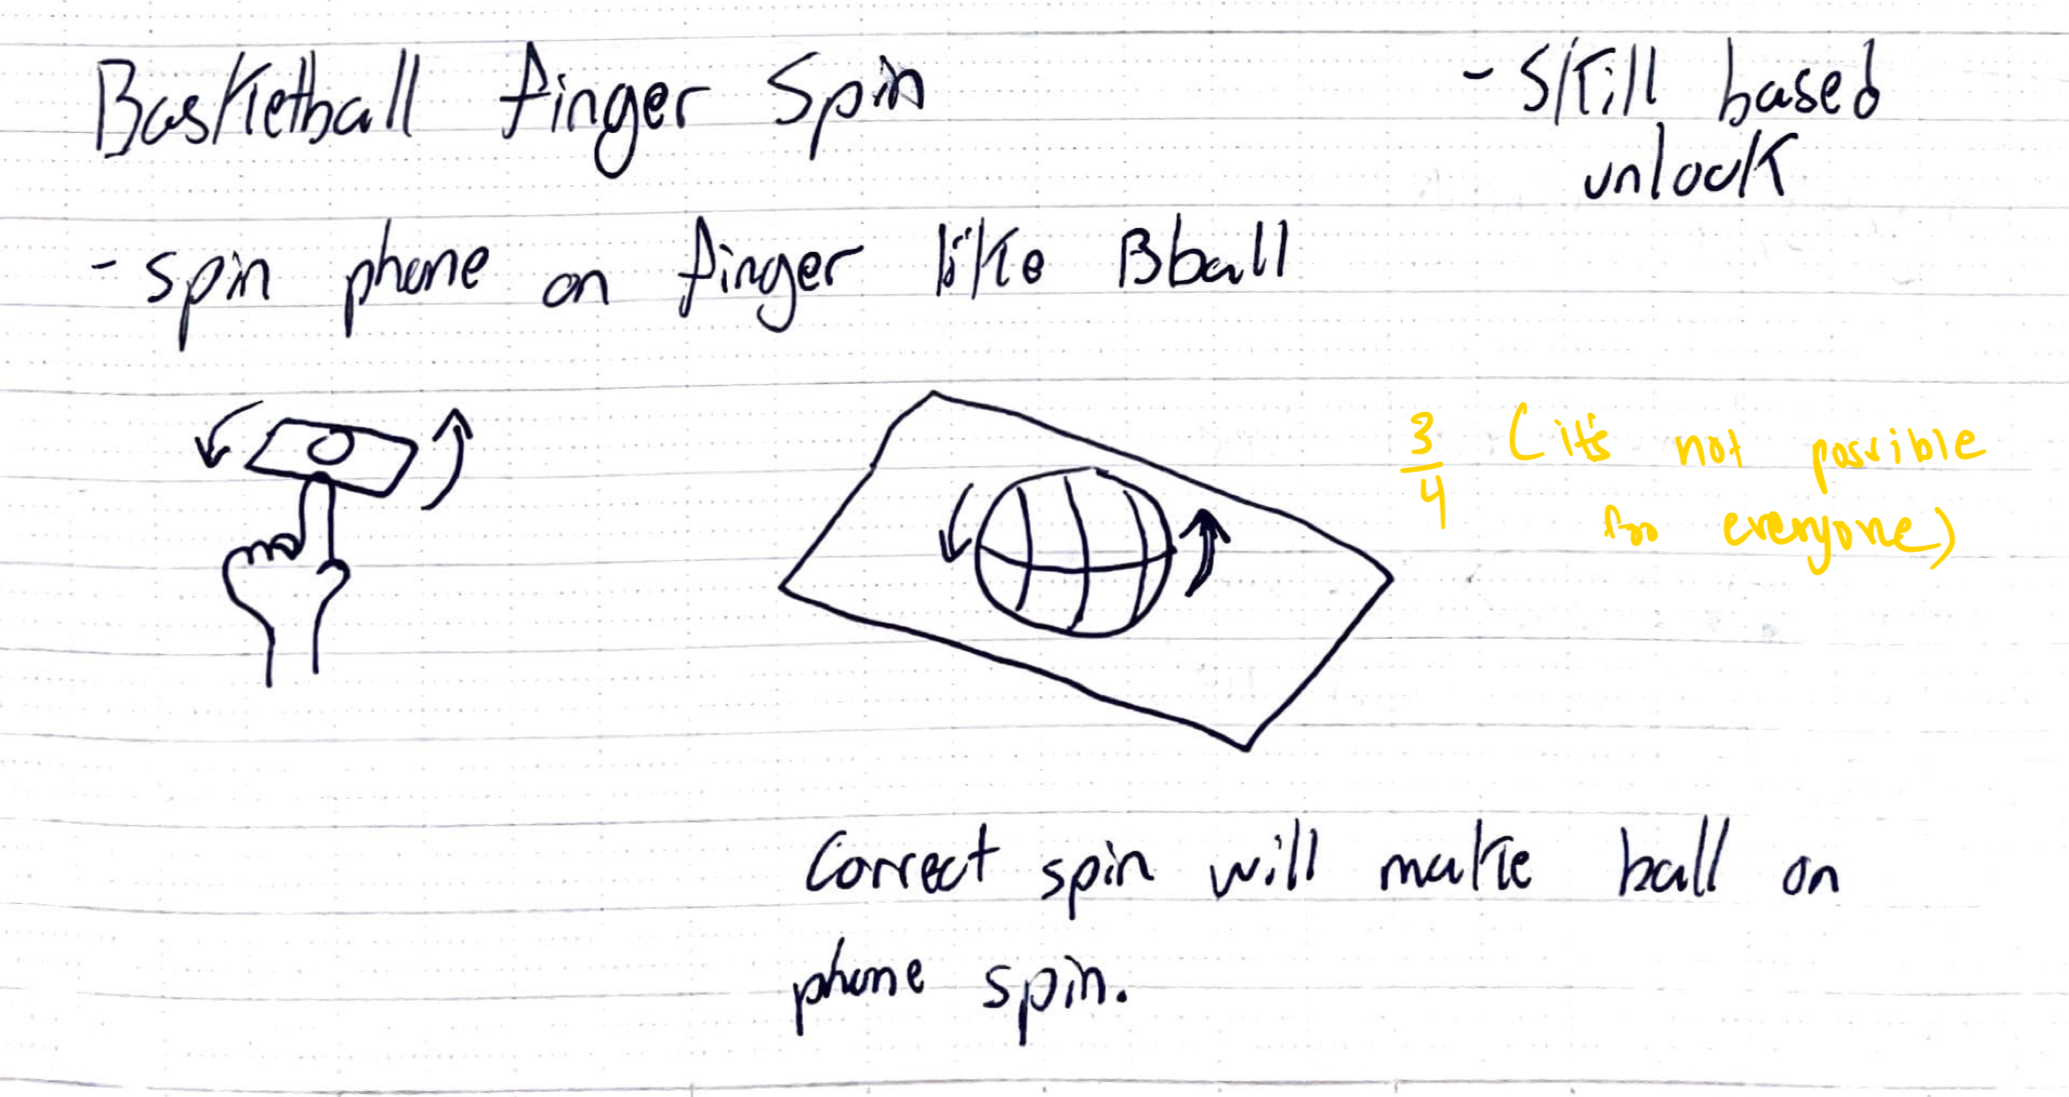 Basketball finger Spin
- Skill based
unlock
- spin phone on finger like Bball
3/4 (it's not possible
for everyone)
Correct spin will make ball on
phone spin.